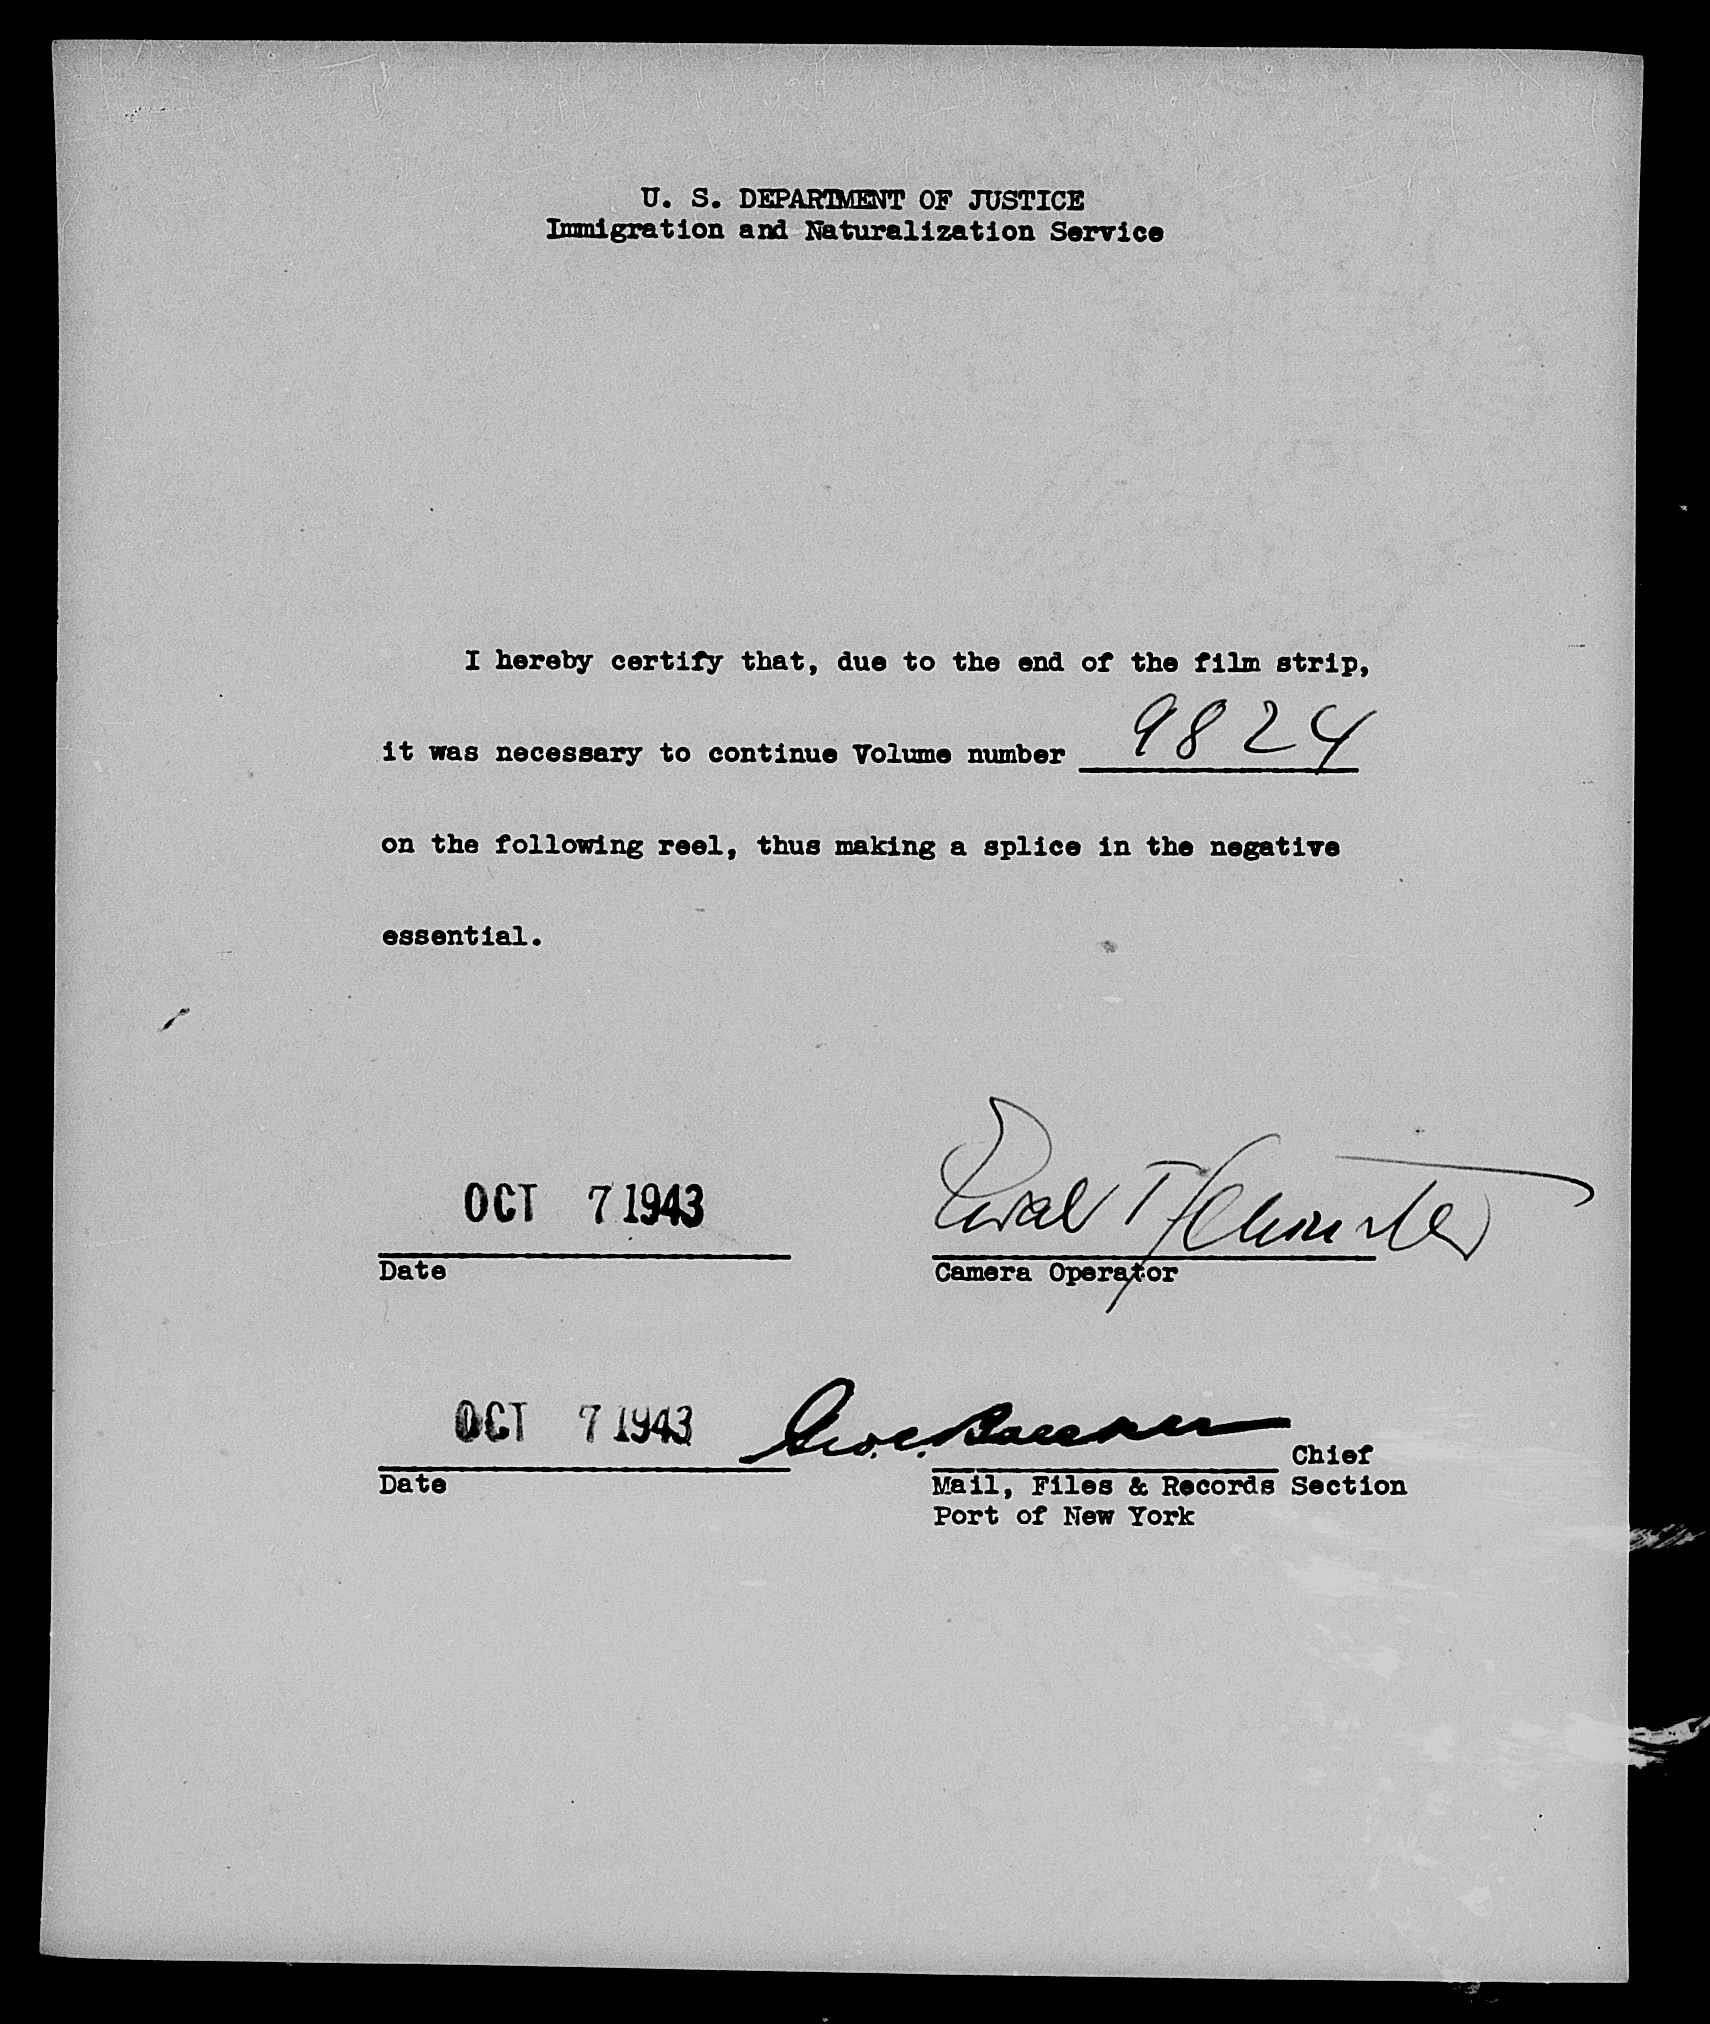 U. S. DEPARTMENT OF JUSTICE
Immigration and Naturalization Service
I hereby certify that, due to the end of the film strip,
it was necessary to continue Volume number 9824
on the following reel, thus making a splice in the negative
essential.
OCT 7 1943
Date
Camera Operator
OCT 7 1943
Date
Geo. C.
Chief
Mail, Files & Records Section
Port of New York